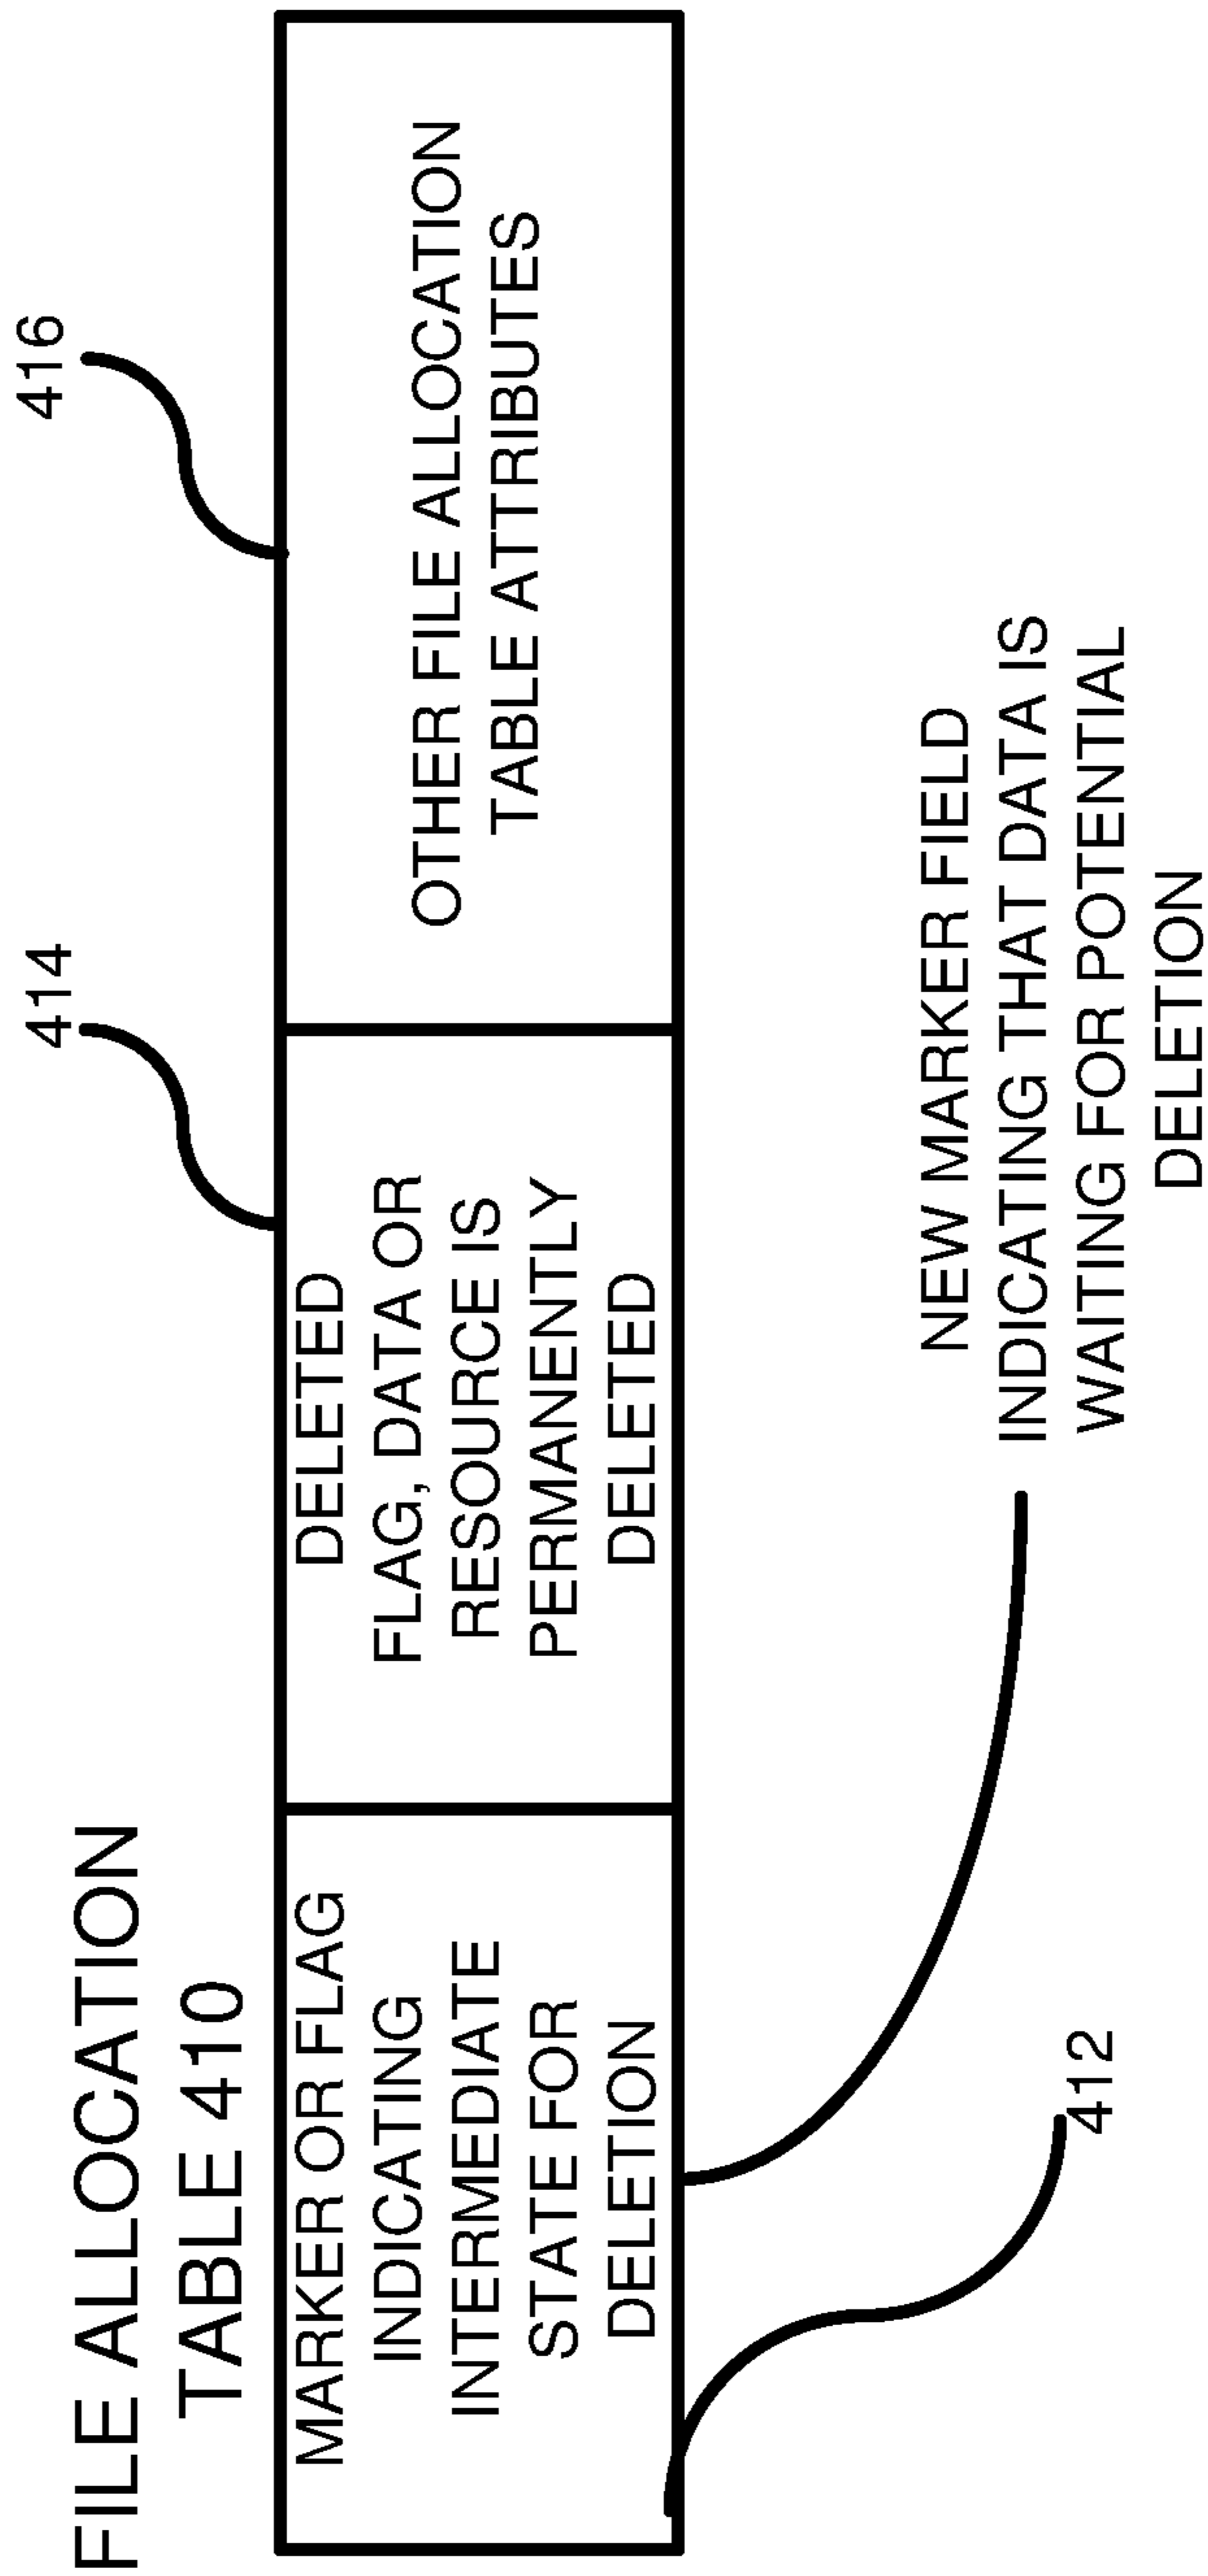 FILE ALLOCATION
TABLE 410
414
416
MARKER OR FLAG
INDICATING
INTERMEDIATE
STATE FOR
DELETION
DELETED
FLAG, DATA OR
RESOURCE IS
PERMANENTLY
DELETED
OTHER FILE ALLOCATION
TABLE ATTRIBUTES
412
NEW MARKER FIELD
INDICATING THAT DATA IS
WAITING FOR POTENTIAL
DELETION